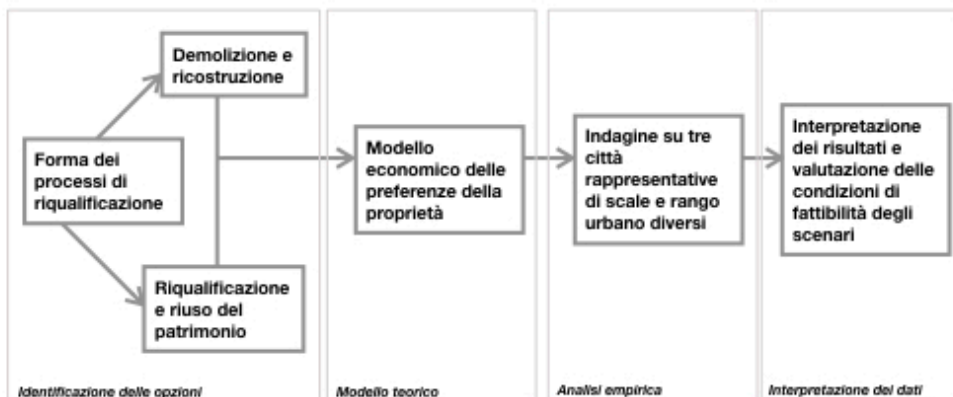 Demolizione e
ricostruzione
Forma dei
processi di
riqualificazione
Riqualificazione
e riuso del
patrimonio
Identificazione delle opzioni
Modello
economico delle
preferenze della
proprietà
Modello teorico
Indagine su tre
città
rappresentative
di scale e rango
urbano diversi
Analisi empirica
Interpretazione
dei risultati e
valutazione delle
condizioni di
fattibilità degli
scenari
Interpretazione dei dati